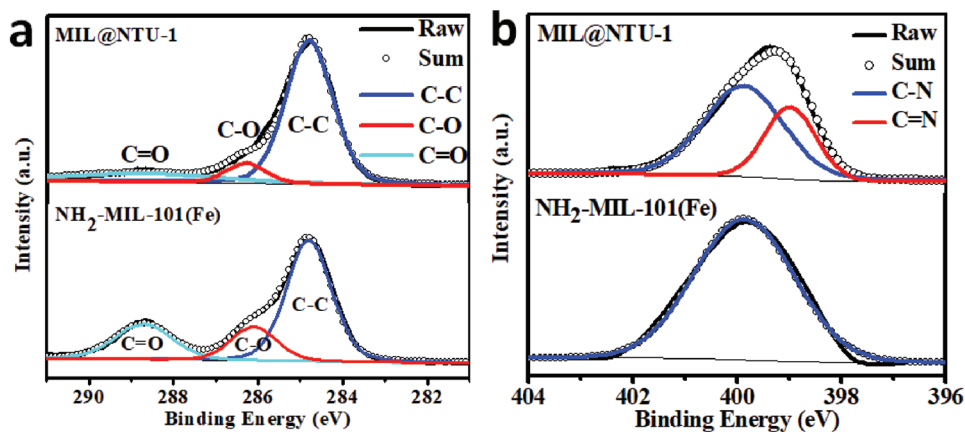 a
MIL@NTU-1
Raw
Sum
C-C
C-O
C=O
C=O
C-O
C-C
NH2-MIL-101(Fe)
C=O
C-O
C-C
Intensity (a.u.)
290 288 286 284 282
Binding Energy (eV)
b
MIL@NTU-1
Raw
Sum
C-N
C=N
NH2-MIL-101(Fe)
Intensity (a.u.)
404 402 400 398 396
Binding Energy (eV)